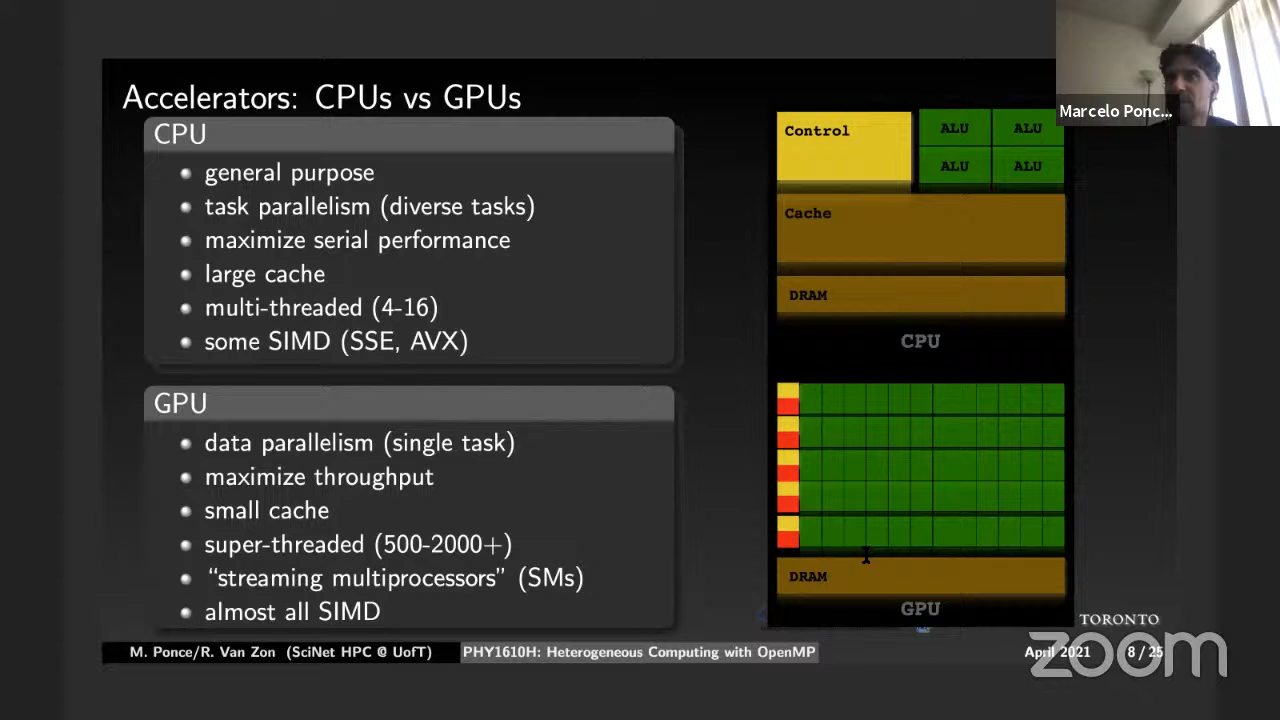 Accelerators: CPUs vs GPUs
CPU
general purpose
task parallelism (diverse tasks)
maximize serial performance
large cache
multi-threaded (4-16)
some SIMD (SSE, AVX)
GPU
data parallelism (single task)
maximize throughput
small cache
super-threaded (500-2000+)
“streaming multiprocessors” (SMs)
almost all SIMD
Control
ALU ALU
ALU ALU
Cache
DRAM
CPU
DRAM
GPU
Marcelo Ponc...
TORONTO
zoom
M. Ponce/R. Van Zon (SciNet HPC @ UofT) PHY1610H: Heterogeneous Computing with OpenMP April 2021 8 / 25